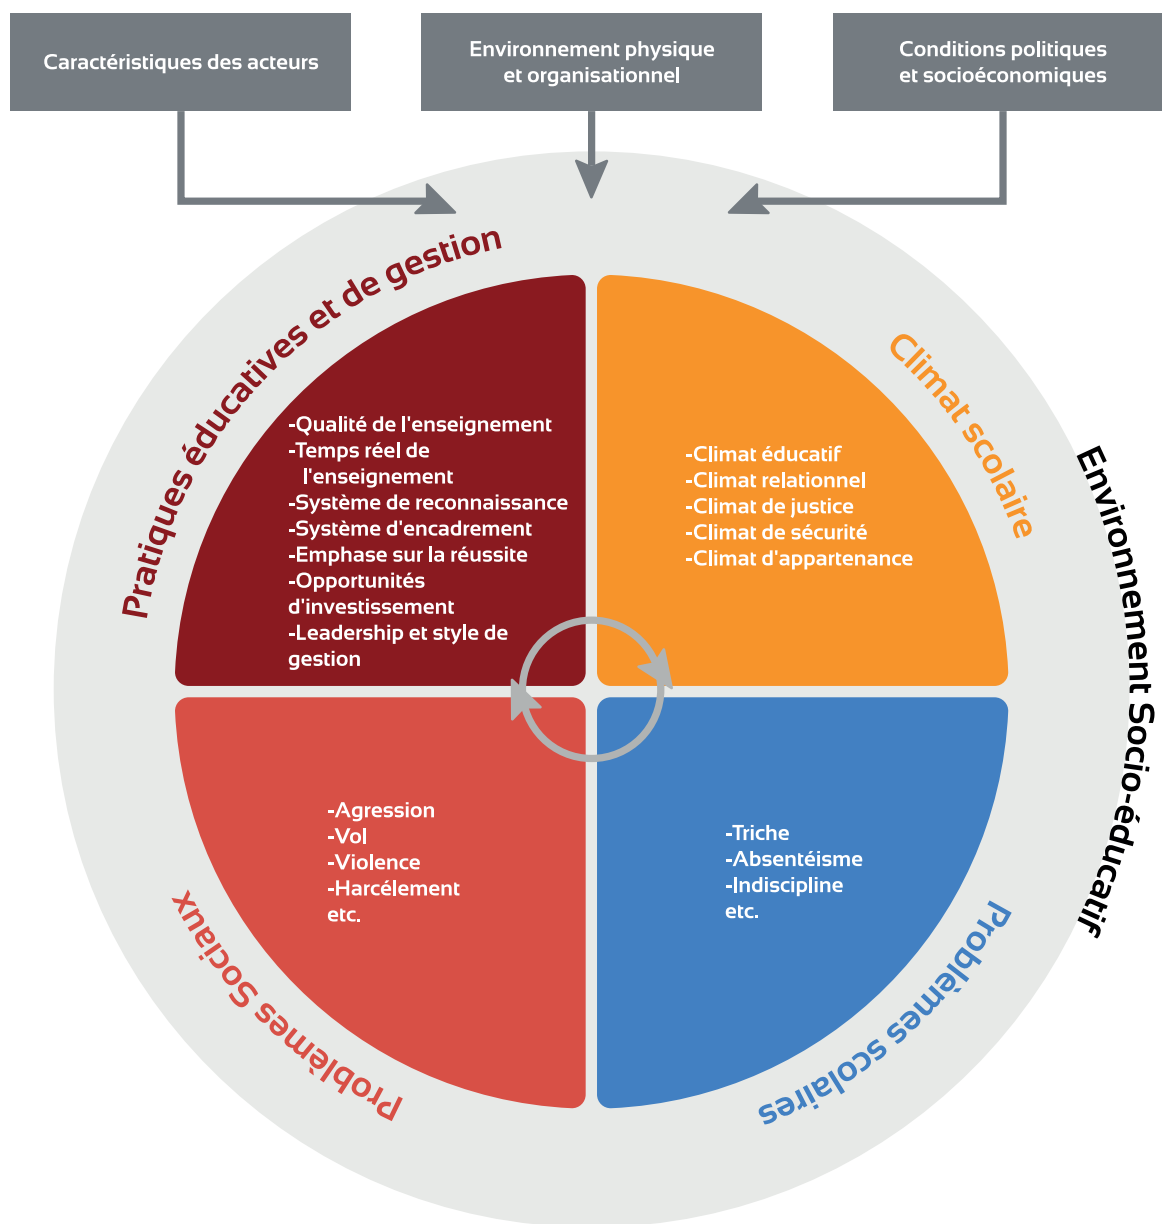 Caractéristiques des acteurs
Environnement physique
et organisationnel
Conditions politiques
et socioéconomiques
Pratiques éducatives et de gestion
-Qualité de l'enseignement
-Temps réel de
l'enseignement
-Système de reconnaissance
-Système d'encadrement
-Emphase sur la réussite
-Opportunités
d'investissement
-Leadership et style de
gestion
Climat scolaire
-Climat éducatif
-Climat relationnel
-Climat de justice
-Climat de sécurité
-Climat d'appartenance
Environnement Socio-éducatif
-Agression
-Vol
-Violence
-Harcélement
etc.
Problèmes Sociaux
-Triche
-Absentéisme
-Indiscipline
etc.
Problèmes scolaires